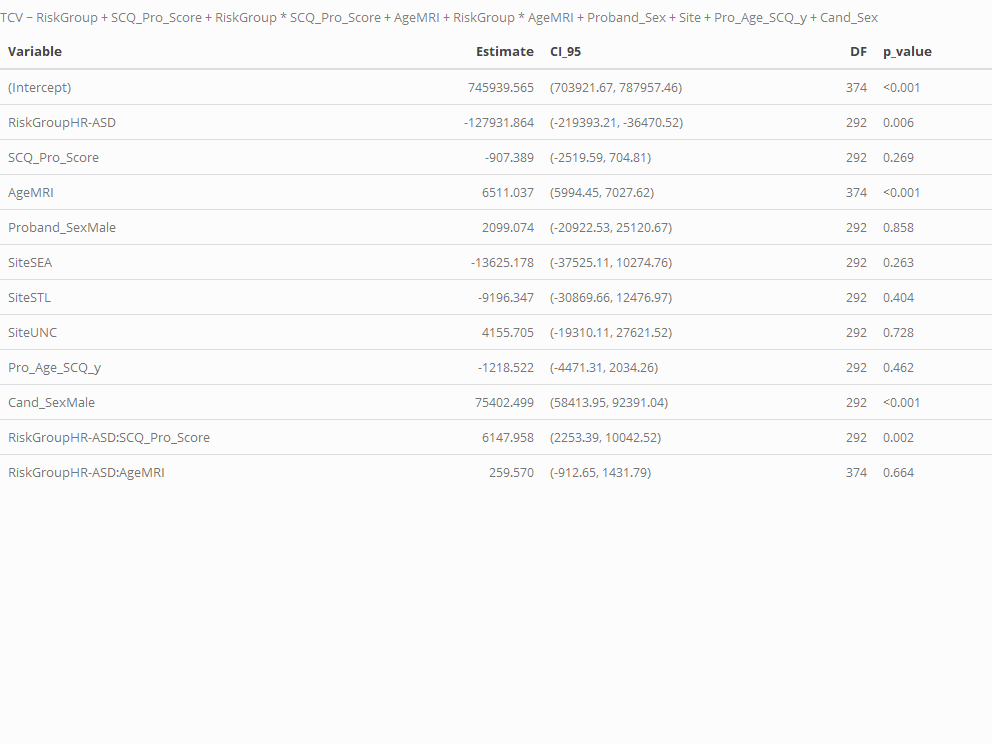 TCV ~ RiskGroup + SCQ_Pro_Score + RiskGroup * SCQ_Pro_Score + AgeMRI + RiskGroup * AgeMRI + Proband_Sex + Site + Pro_Age_SCQ_y + Cand_Sex
Variable Estimate CI_95 DF p_value
(Intercept) 745939.565 (703921.67, 787957.46) 374 <0.001
RiskGroupHR-ASD -127931.864 (-219393.21, -36470.52) 292 0.006
SCQ_Pro_Score -907.389 (-2519.59, 704.81) 292 0.269
AgeMRI 6511.037 (5994.45, 7027.62) 374 <0.001
Proband_SexMale 2099.074 (-20922.53, 25120.67) 292 0.858
SiteSEA -13625.178 (-37525.11, 10274.76) 292 0.263
SiteSTL -9196.347 (-30869.66, 12476.97) 292 0.404
SiteUNC 4155.705 (-19310.11, 27621.52) 292 0.728
Pro_Age_SCQ_y -1218.522 (-4471.31, 2034.26) 292 0.462
Cand_SexMale 75402.499 (58413.95, 92391.04) 292 <0.001
RiskGroupHR-ASD:SCQ_Pro_Score 6147.958 (2253.39, 10042.52) 292 0.002
RiskGroupHR-ASD:AgeMRI 259.570 (-912.65, 1431.79) 374 0.664